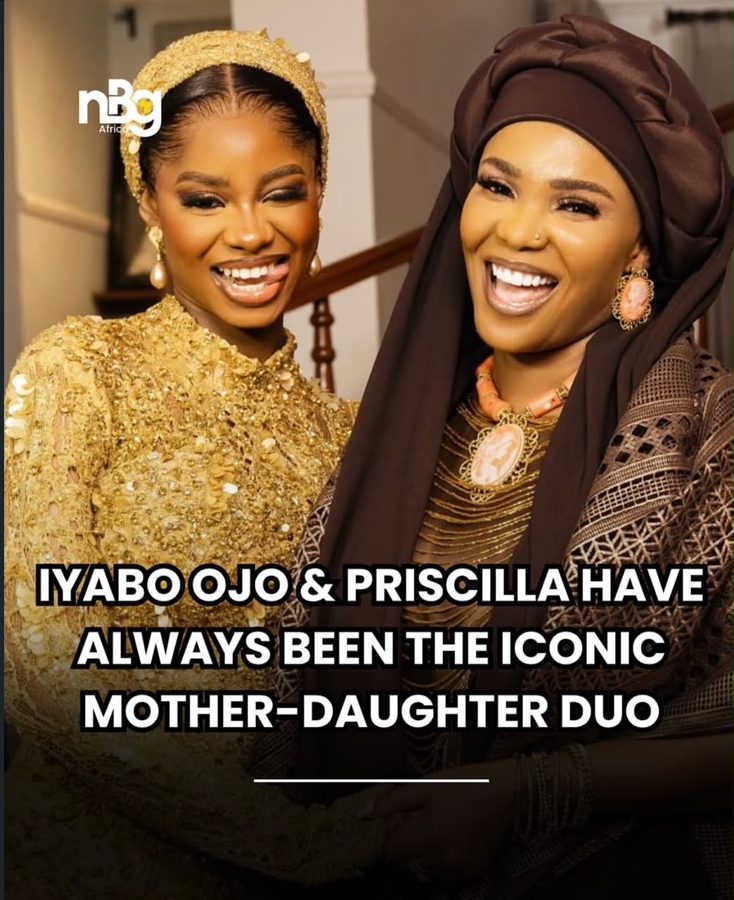 nBg
Africa
IYABO OJO & PRISCILLA HAVE
ALWAYS BEEN THE ICONIC
MOTHER-DAUGHTER DUO